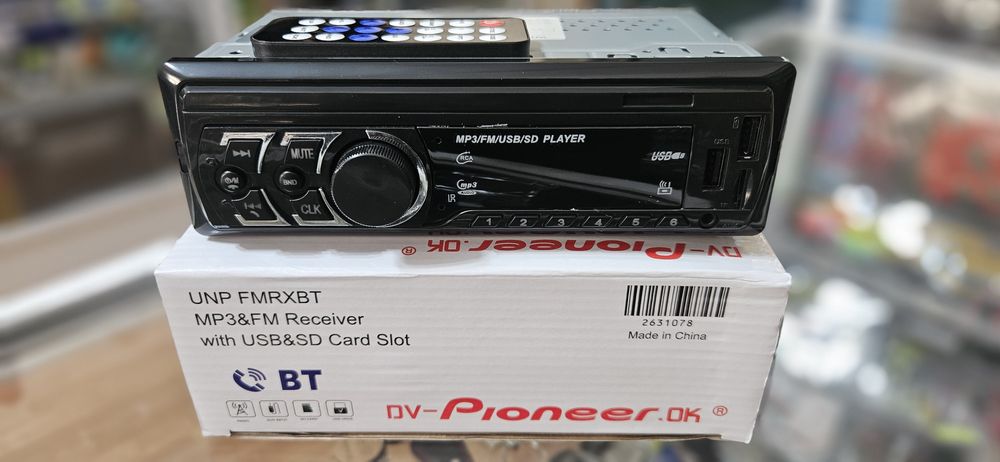 MP3/FM/USB/SD PLAYER
MUTE
RCA
USB
USB
BND
mp3
CLK
1 2 3 4 5 6
DV-Pioneer.OK®
UNP FMRXBT
MP3&FM Receiver
with USB&SD Card Slot
2631078
Made in China
BT
DV-Pioneer.OK®